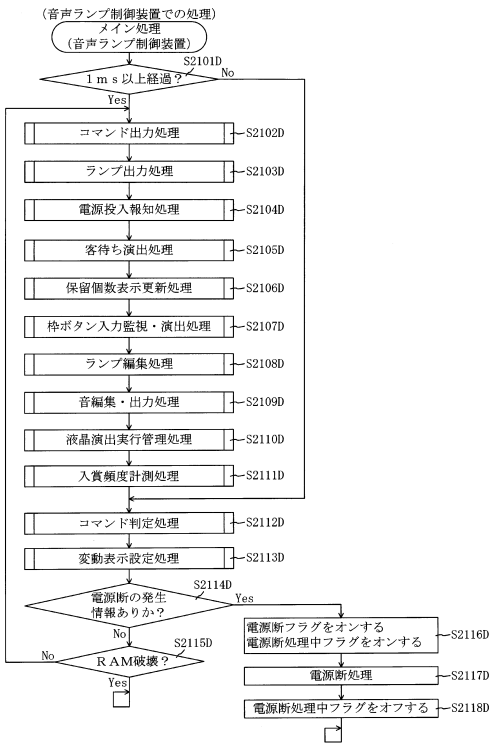 (音声ランプ制御装置での処理)
メイン処理
(音声ランプ制御装置)
S2101D
1ms以上経過?
No
Yes
コマンド出力処理
S2102D
ランプ出力処理
S2103D
電源投入報知処理
S2104D
客待ち演出処理
S2105D
保留個数表示更新処理
S2106D
枠ボタン入力監視・演出処理
S2107D
ランプ編集処理
S2108D
音編集・出力処理
S2109D
液晶演出実行管理処理
S2110D
入賞頻度計測処理
S2111D
コマンド判定処理
S2112D
変動表示設定処理
S2113D
S2114D
電源断の発生
情報ありか?
Yes
No
電源断フラグをオンする
電源断処理中フラグをオンする
S2116D
S2115D
RAM破壊?
No
Yes
電源断処理
S2117D
電源断処理中フラグをオフする
S2118D